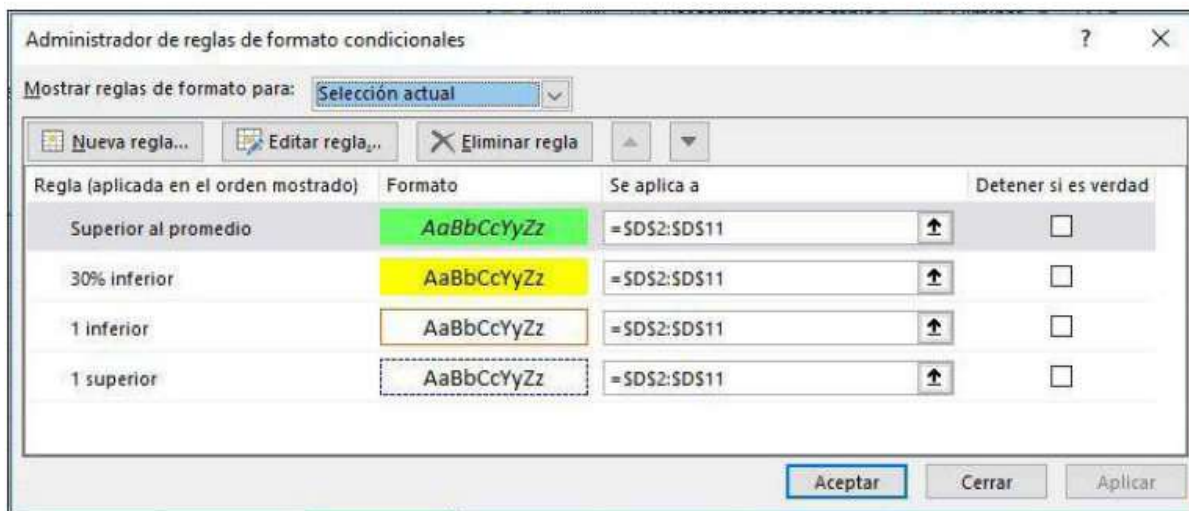 Administrador de reglas de formato condicionales ? X
Mostrar reglas de formato para: Selección actual
Nueva regla... Editar regla... Eliminar regla
Regla (aplicada en el orden mostrado) Formato Se aplica a Detener si es verdad
Superior al promedio AaBbCcYyZz =$D$2:$D$11
30% inferior AaBbCcYyZz =$D$2:$D$11
1 inferior AaBbCcYyZz =$D$2:$D$11
1 superior AaBbCcYyZz =$D$2:$D$11
Aceptar Cerrar Aplicar